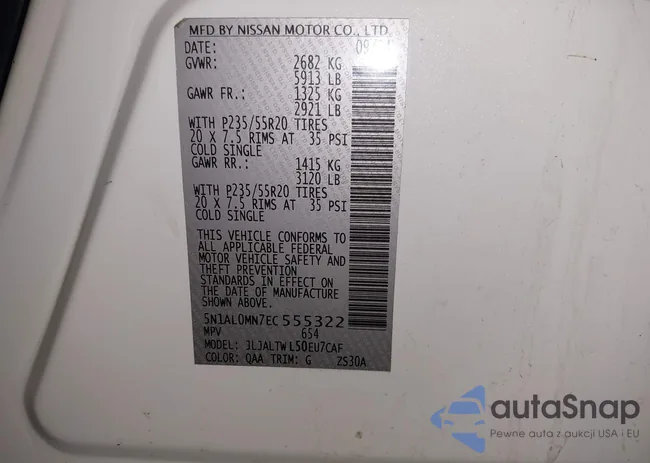 MFD BY NISSAN MOTOR CO., LTD.
DATE: 09/
GVWR: 2682 KG
5913 LB
GAWR FR.: 1325 KG
2921 LB
WITH P235/55R20 TIRES
20 X 7.5 RIMS AT 35 PSI
COLD SINGLE
GAWR RR.: 1415 KG
3120 LB
WITH P235/55R20 TIRES
20 X 7.5 RIMS AT 35 PSI
COLD SINGLE
THIS VEHICLE CONFORMS TO
ALL APPLICABLE FEDERAL
MOTOR VEHICLE SAFETY AND
THEFT PREVENTION
STANDARDS IN EFFECT ON
THE DATE OF MANUFACTURE
SHOWN ABOVE.
5N1AL0MN7EC555322
MPV 654
MODEL: JLJALTWL50EU7CAF
COLOR: QAA TRIM: G ZS30A
autaSnap
Pewne auta z aukcji USA i EU